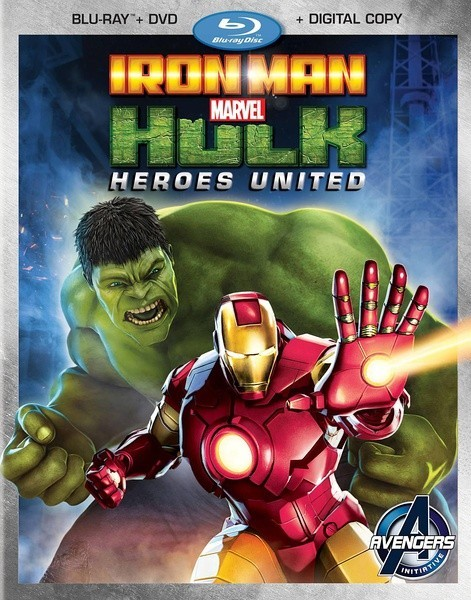 BLU-RAY™ + DVD
Blu-ray Disc
+ DIGITAL COPY
IRON MAN
MARVEL
HULK
HEROES UNITED
A
AVENGERS
INITIATIVE